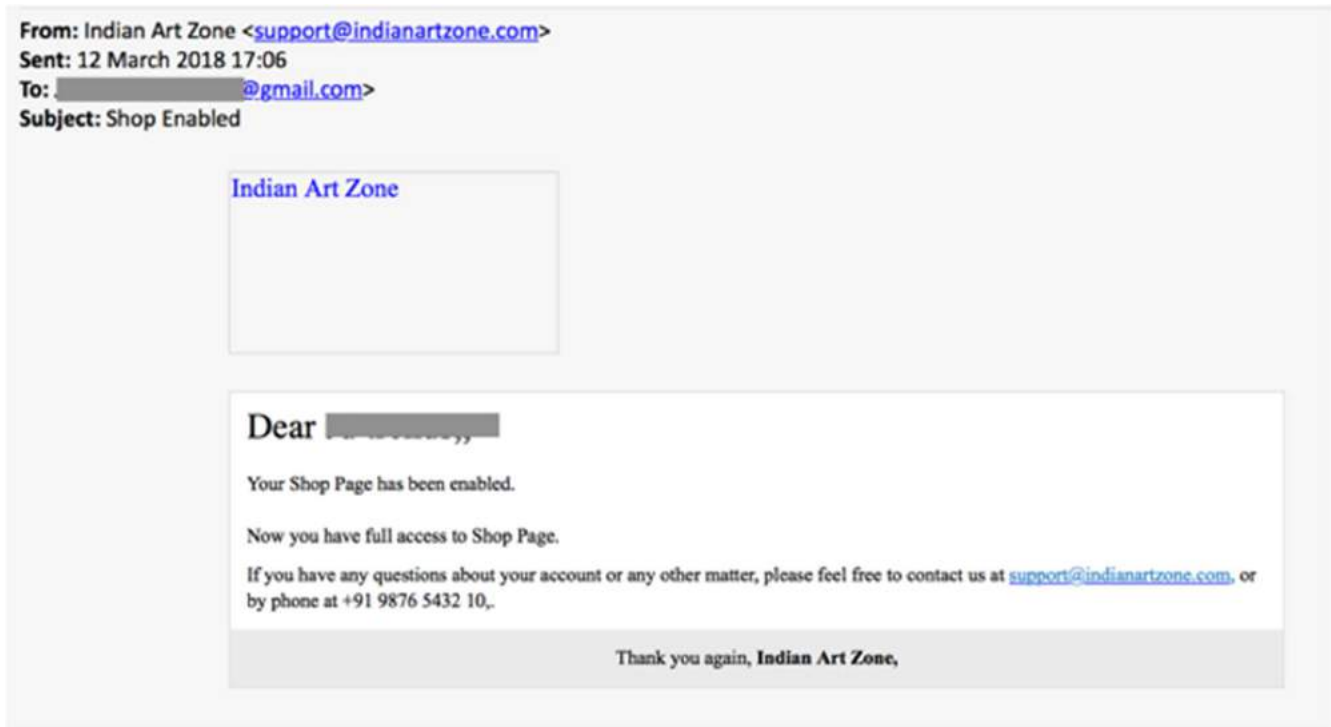 From: Indian Art Zone <support@indianartzone.com>
Sent: 12 March 2018 17:06
To: @gmail.com>
Subject: Shop Enabled
Indian Art Zone
Dear
Your Shop Page has been enabled.
Now you have full access to Shop Page.
If you have any questions about your account or any other matter, please feel free to contact us at support@indianartzone.com, or
by phone at +91 9876 5432 10,.
Thank you again, Indian Art Zone,